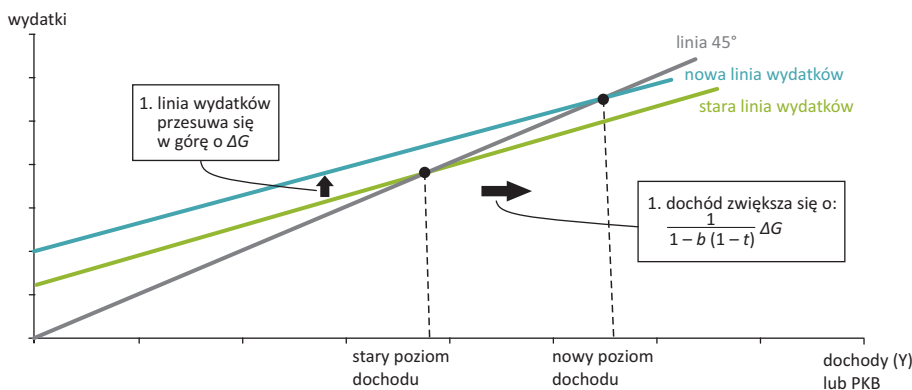 wydatki
linia 45°
nowa linia wydatków
stara linia wydatków
1. linia wydatków
przesuwa się
w górę o ΔG
1. dochód zwiększa się o:
1
1 – b (1 – t) ΔG
stary poziom
dochodu
nowy poziom
dochodu
dochody (Y)
lub PKB